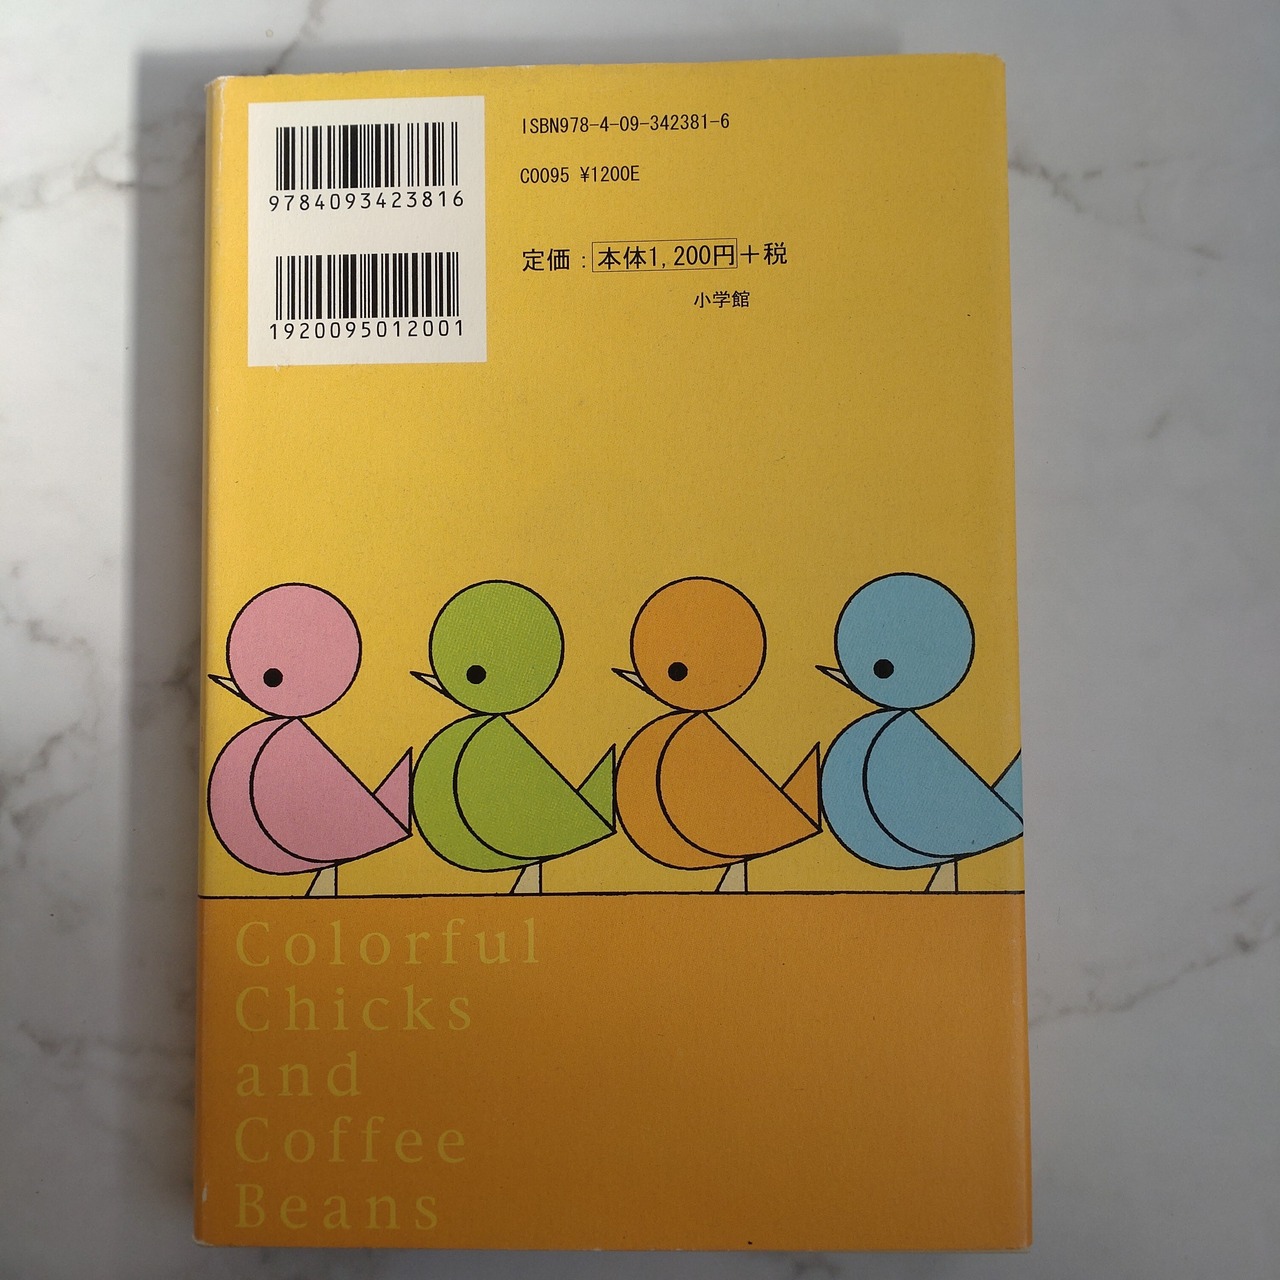 9784093423816
1920095012001
ISBN978-4-09-342381-6
C0095 ¥1200E
定価：本体1,200円＋税
小学館
Colorful
Chicks
and
Coffee
Beans